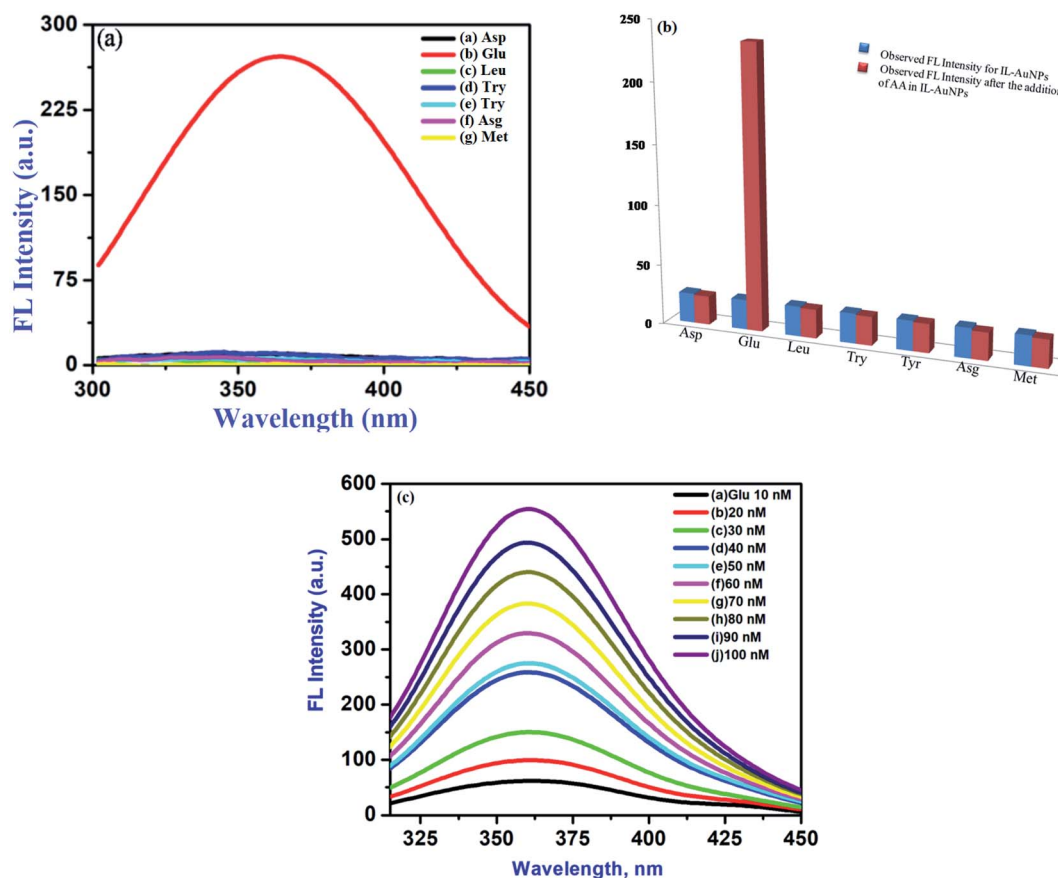 (a)
300
225
150
75
0
300
350
400
450
FL Intensity (a.u.)
Wavelength (nm)
(a) Asp
(b) Glu
(c) Leu
(d) Try
(e) Try
(f) Asg
(g) Met
(b)
250
200
150
100
50
0
Asp
Glu
Leu
Try
Tyr
Asg
Met
Observed FL Intensity for IL-AuNPs
Observed FL Intensity after the addition
of AA in IL-AuNPs
(c)
600
500
400
300
200
100
0
325
350
375
400
425
450
FL Intensity (a.u.)
Wavelength, nm
(a)Glu 10 nM
(b)20 nM
(c)30 nM
(d)40 nM
(e)50 nM
(f)60 nM
(g)70 nM
(h)80 nM
(i)90 nM
(j)100 nM